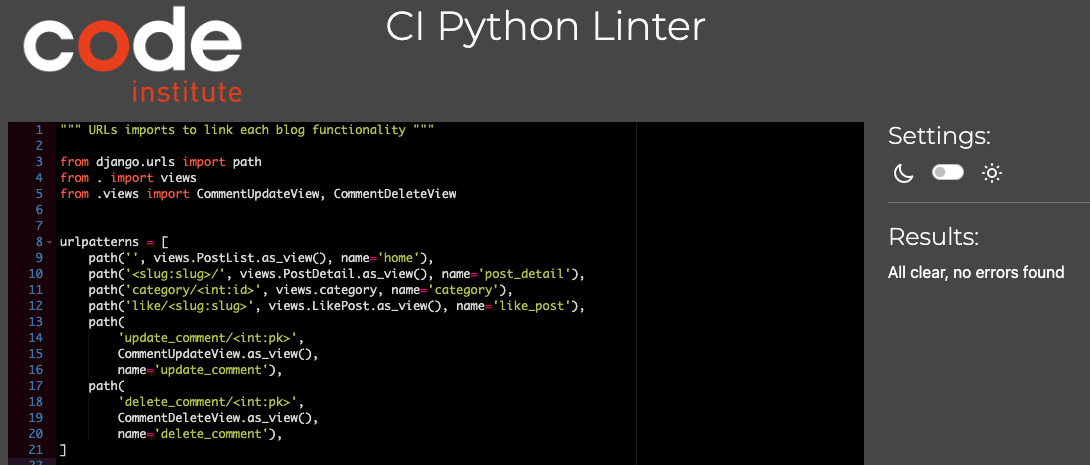 code
institute
CI Python Linter
1 """ URLs imports to link each blog functionality """
2
3 from django.urls import path
4 from . import views
5 from .views import CommentUpdateView, CommentDeleteView
6
7
8 urlpatterns = [
9     path('', views.PostList.as_view(), name='home'),
10     path('<slug:slug>/', views.PostDetail.as_view(), name='post_detail'),
11     path('category/<int:id>', views.category, name='category'),
12     path('like/<slug:slug>', views.LikePost.as_view(), name='like_post'),
13     path(
14         'update_comment/<int:pk>',
15         CommentUpdateView.as_view(),
16         name='update_comment'),
17     path(
18         'delete_comment/<int:pk>',
19         CommentDeleteView.as_view(),
20         name='delete_comment'),
21 ]
22
Settings:
Results:
All clear, no errors found